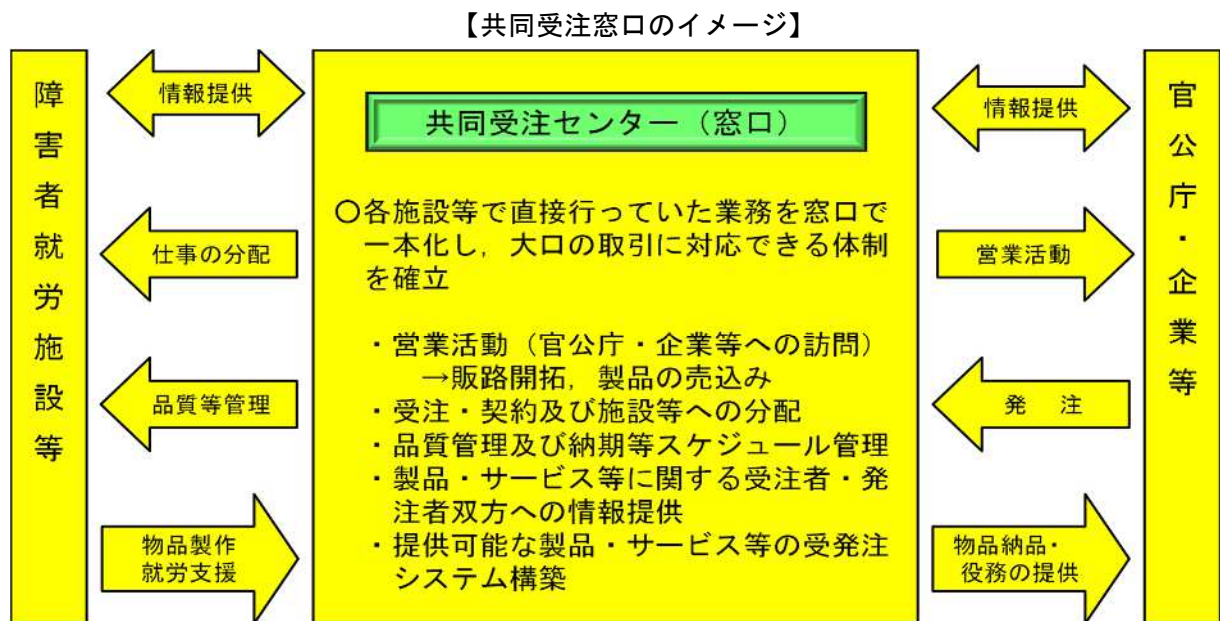 【共同受注窓口のイメージ】
障害者就労施設等
情報提供
仕事の分配
品質等管理
物品製作
就労支援
共同受注センター（窓口）
○各施設等で直接行っていた業務を窓口で
一本化し，大口の取引に対応できる体制
を確立
・営業活動（官公庁・企業等への訪問）
→販路開拓，製品の売込み
・受注・契約及び施設等への分配
・品質管理及び納期等スケジュール管理
・製品・サービス等に関する受注者・発
注者双方への情報提供
・提供可能な製品・サービス等の受発注
システム構築
情報提供
営業活動
発　注
物品納品・
役務の提供
官公庁・企業等